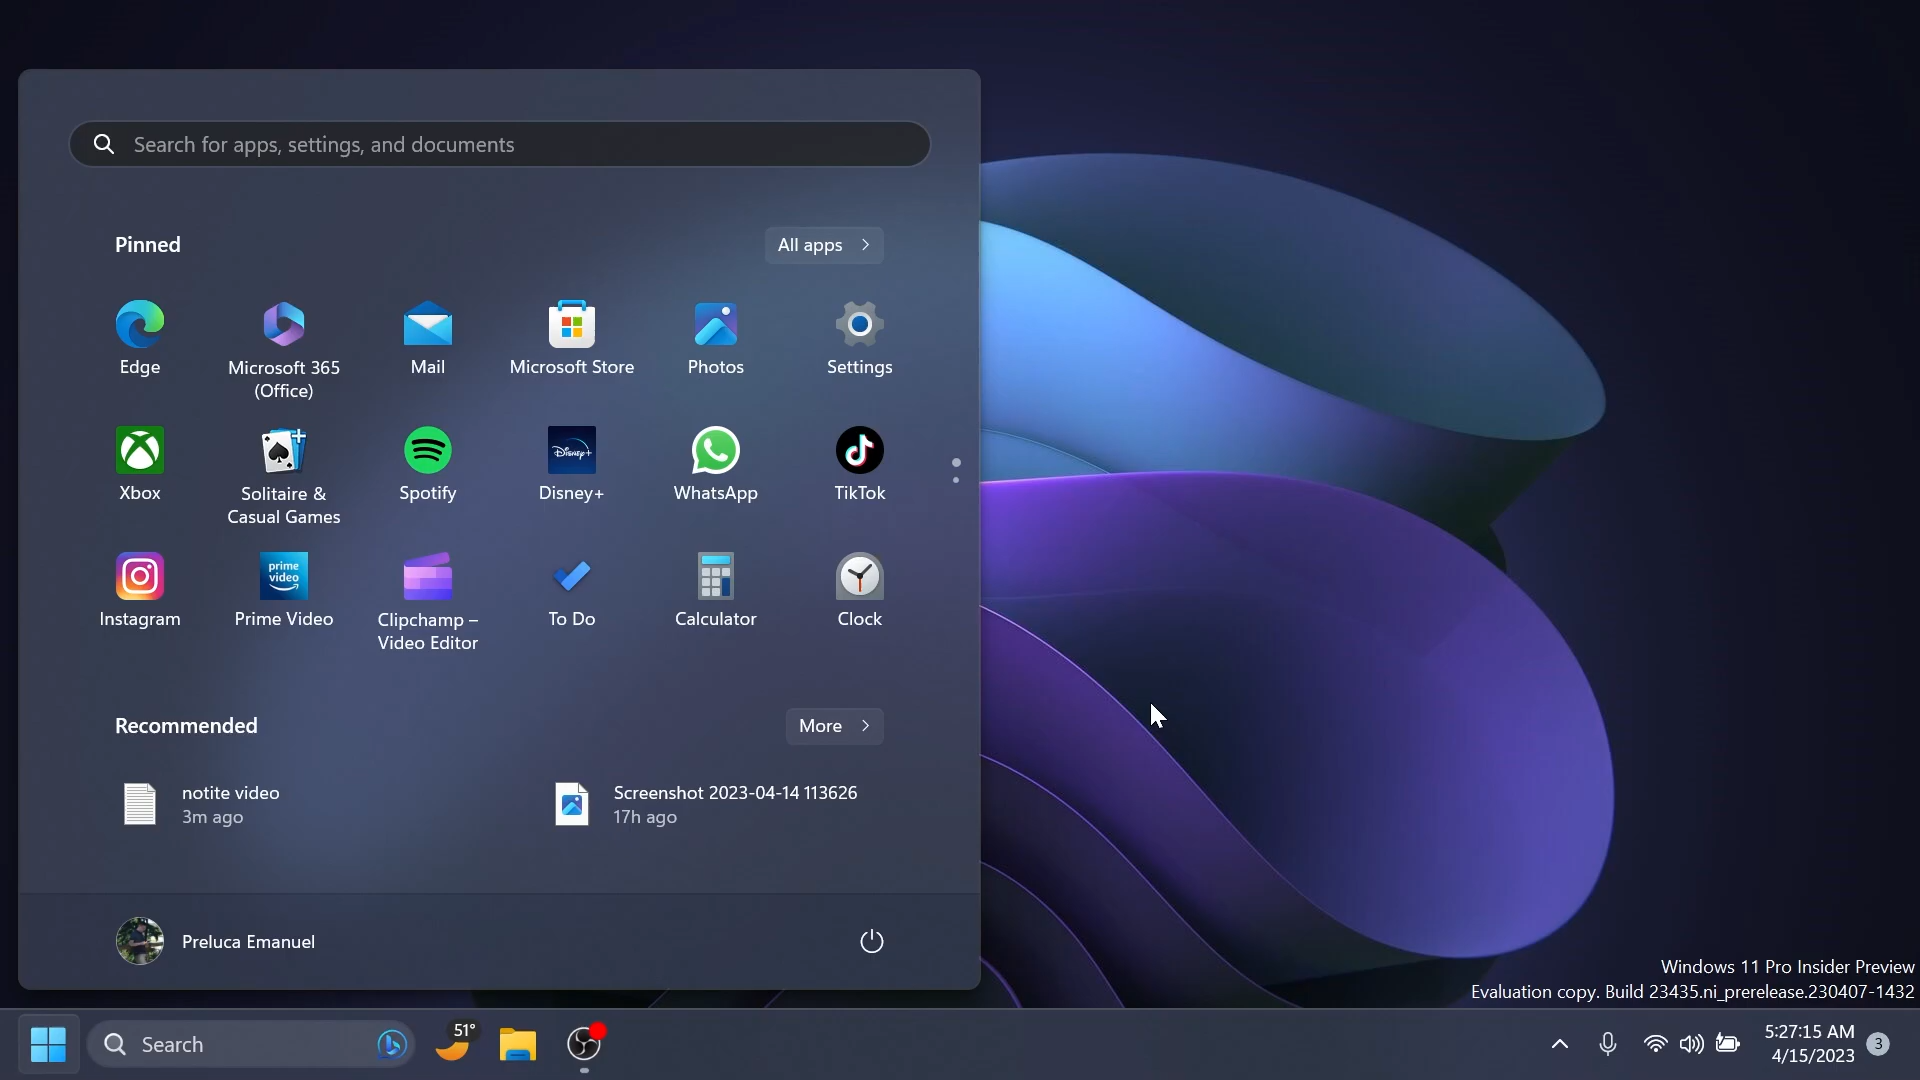 Search for apps, settings, and documents
Pinned
All apps
Edge
Microsoft 365
(Office)
Mail
Microsoft Store
Photos
Settings
Xbox
Solitaire &
Casual Games
Spotify
Disney+
Disney+
WhatsApp
TikTok
Instagram
prime
video
Prime Video
Clipchamp –
Video Editor
To Do
Calculator
Clock
Recommended
More
notite video
3m ago
Screenshot 2023-04-14 113626
17h ago
Preluca Emanuel
Windows 11 Pro Insider Preview
Evaluation copy. Build 23435.ni_prerelease.230407-1432
Search
51°
5:27:15 AM
4/15/2023
3